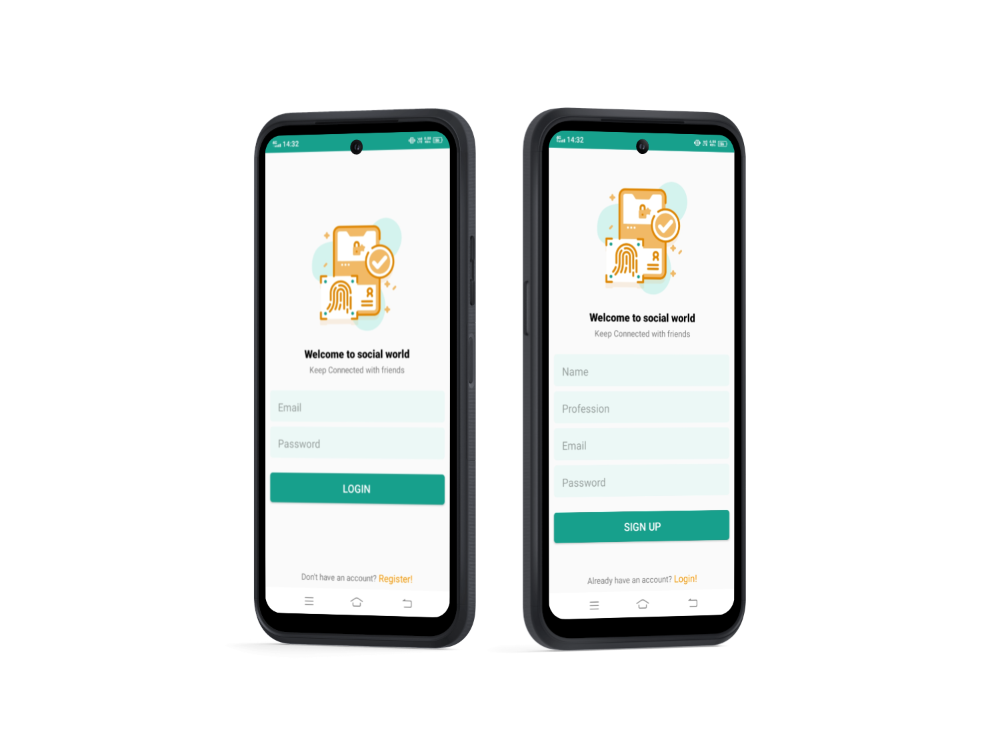 14:32
Welcome to social world
Keep Connected with friends
Email
Password
LOGIN
Don't have an account? Register!
14:32
Welcome to social world
Keep Connected with friends
Name
Profession
Email
Password
SIGN UP
Already have an account? Login!